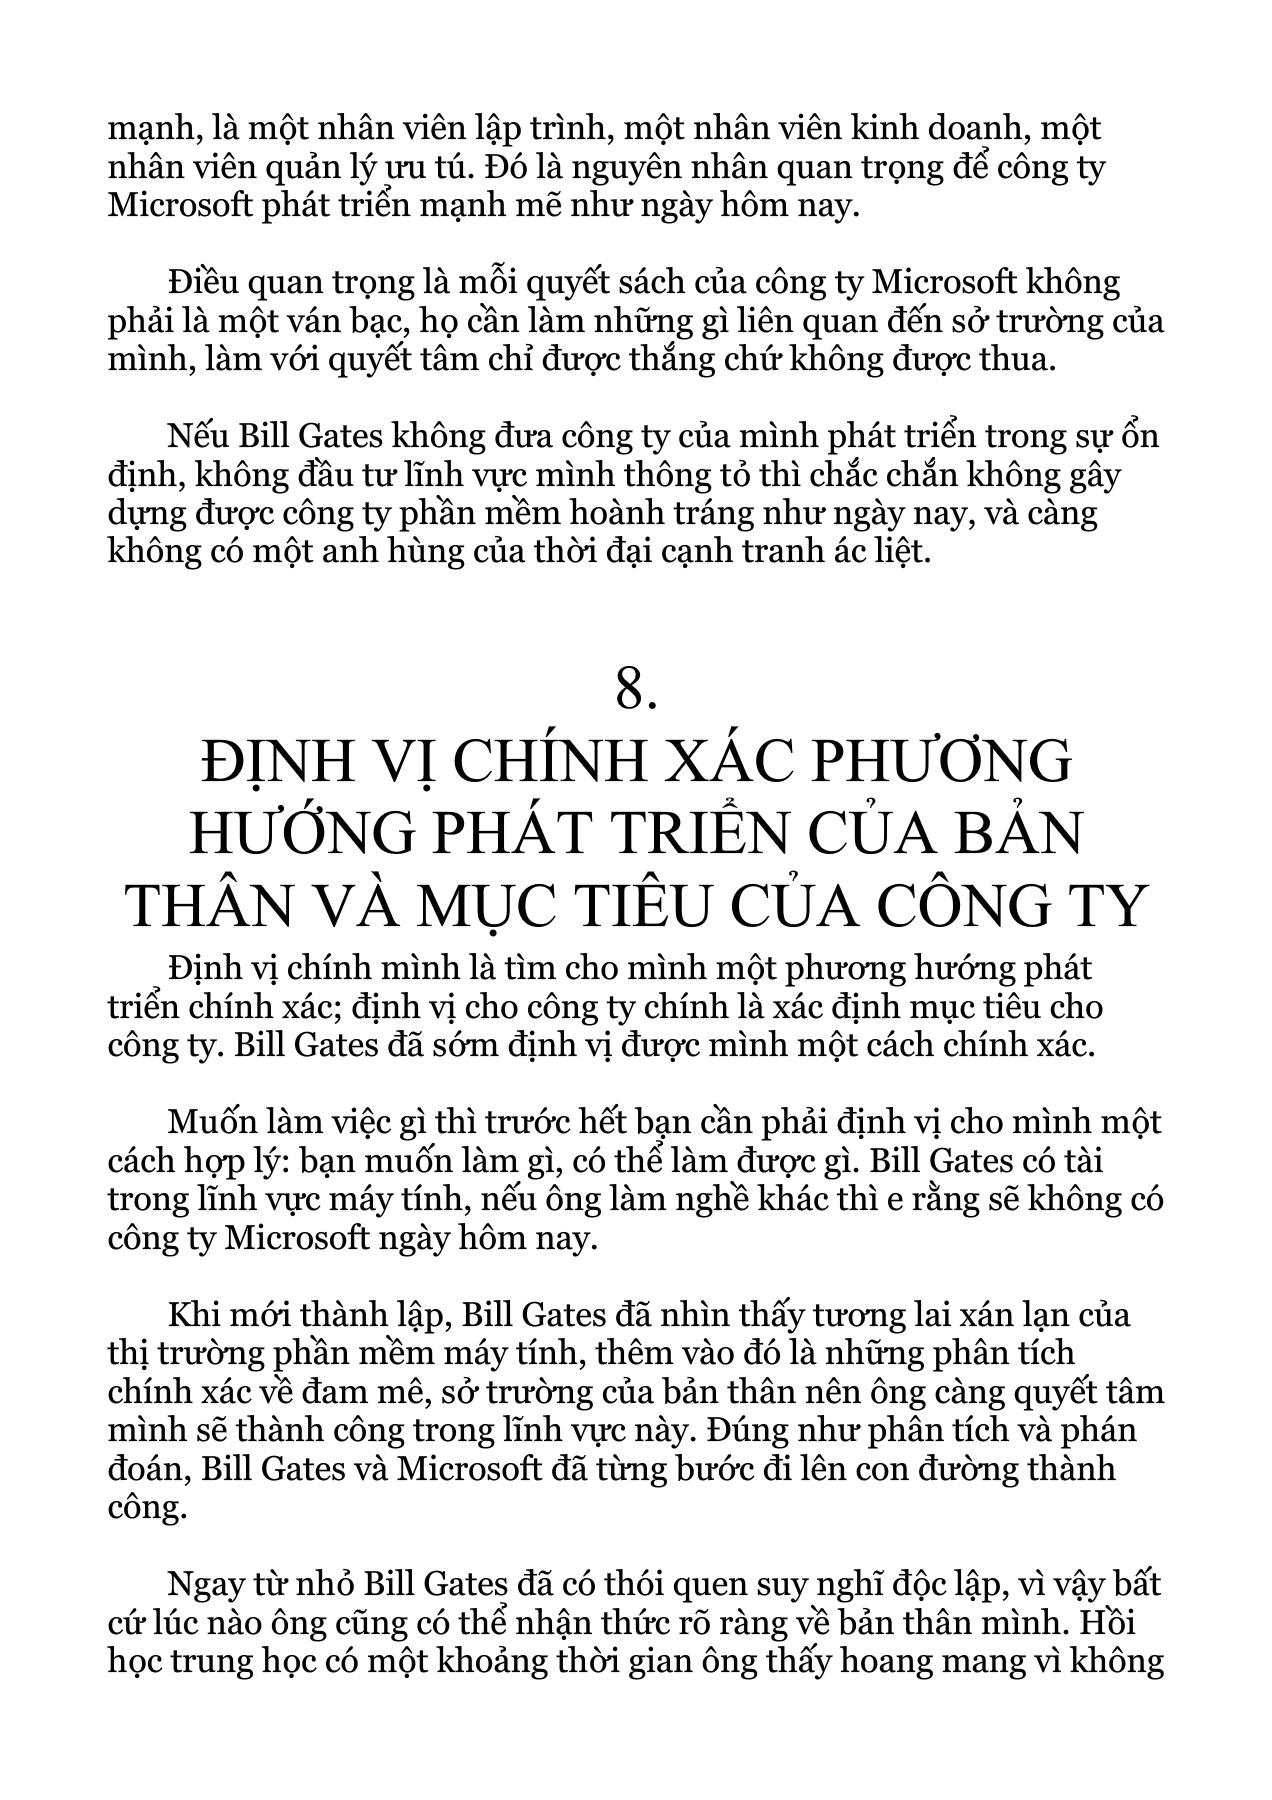 mạnh, là một nhân viên lập trình, một nhân viên kinh doanh, một
nhân viên quản lý ưu tú. Đó là nguyên nhân quan trọng để công ty
Microsoft phát triển mạnh mẽ như ngày hôm nay.
Điều quan trọng là mỗi quyết sách của công ty Microsoft không
phải là một ván bạc, họ cần làm những gì liên quan đến sở trường của
mình, làm với quyết tâm chỉ được thắng chứ không được thua.
Nếu Bill Gates không đưa công ty của mình phát triển trong sự ổn
định, không đầu tư lĩnh vực mình thông tỏ thì chắc chắn không gây
dựng được công ty phần mềm hoành tráng như ngày nay, và càng
không có một anh hùng của thời đại cạnh tranh ác liệt.
8.
ĐỊNH VỊ CHÍNH XÁC PHƯƠNG
HƯỚNG PHÁT TRIỂN CỦA BẢN
THÂN VÀ MỤC TIÊU CỦA CÔNG TY
Định vị chính mình là tìm cho mình một phương hướng phát
triển chính xác; định vị cho công ty chính là xác định mục tiêu cho
công ty. Bill Gates đã sớm định vị được mình một cách chính xác.
Muốn làm việc gì thì trước hết bạn cần phải định vị cho mình một
cách hợp lý: bạn muốn làm gì, có thể làm được gì. Bill Gates có tài
trong lĩnh vực máy tính, nếu ông làm nghề khác thì e rằng sẽ không có
công ty Microsoft ngày hôm nay.
Khi mới thành lập, Bill Gates đã nhìn thấy tương lai xán lạn của
thị trường phần mềm máy tính, thêm vào đó là những phân tích
chính xác về đam mê, sở trường của bản thân nên ông càng quyết tâm
mình sẽ thành công trong lĩnh vực này. Đúng như phân tích và phán
đoán, Bill Gates và Microsoft đã từng bước đi lên con đường thành
công.
Ngay từ nhỏ Bill Gates đã có thói quen suy nghĩ độc lập, vì vậy bất
cứ lúc nào ông cũng có thể nhận thức rõ ràng về bản thân mình. Hồi
học trung học có một khoảng thời gian ông thấy hoang mang vì không